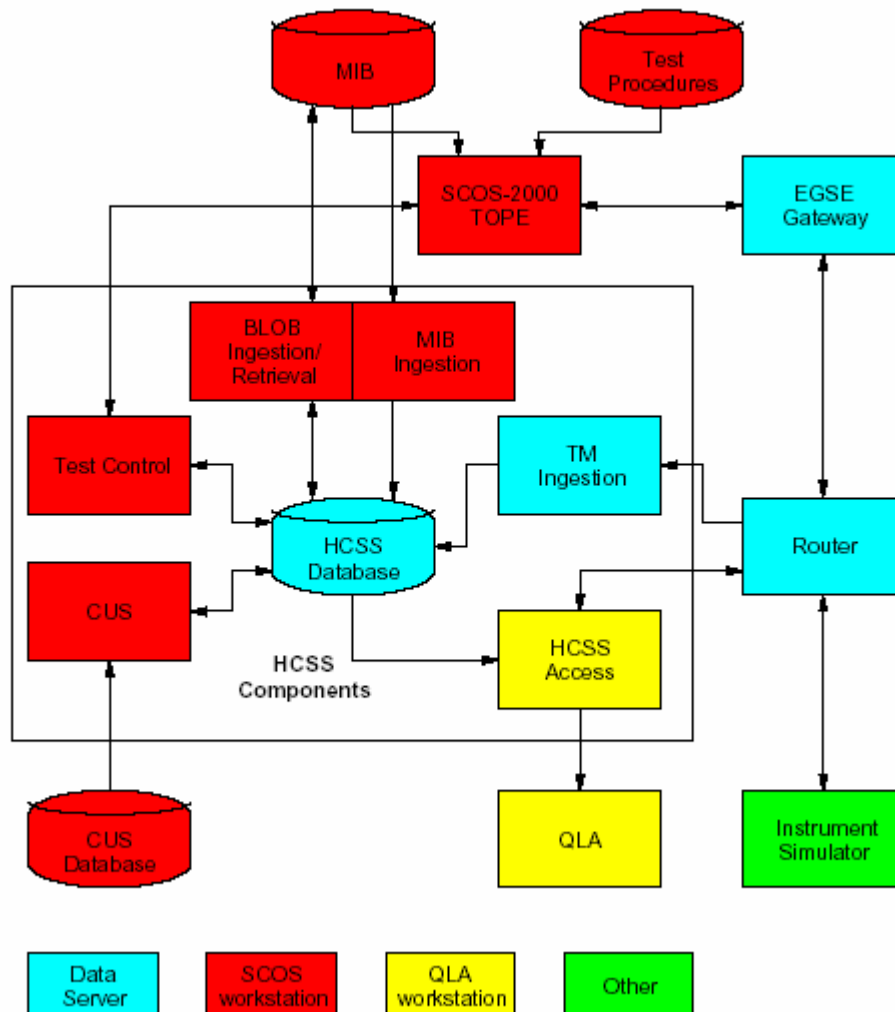 MIB
Test
Procedures
SCOS-2000
TOPE
EGSE
Gateway
BLOB
Ingestion/
Retrieval
MIB
Ingestion
Test Control
TM
Ingestion
HCSS
Database
Router
CUS
HCSS
Components
HCSS
Access
CUS
Database
QLA
Instrument
Simulator
Data
Server
SCOS
workstation
QLA
workstation
Other